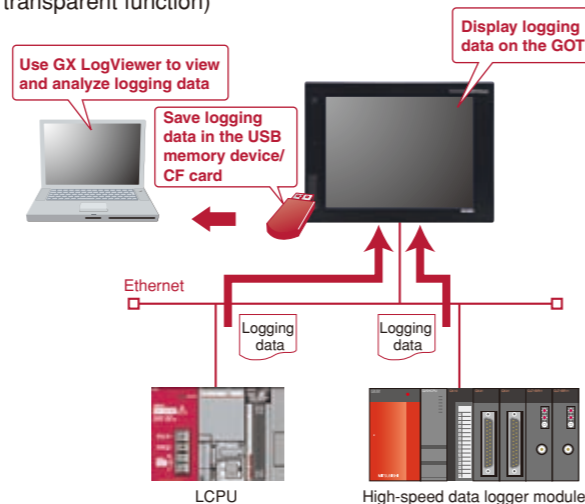 transparent function)
Display logging
data on the GOT
Use GX LogViewer to view
and analyze logging data
Save logging
data in the USB
memory device/
CF card
Ethernet
Logging
data
Logging
data
LCPU
High-speed data logger module